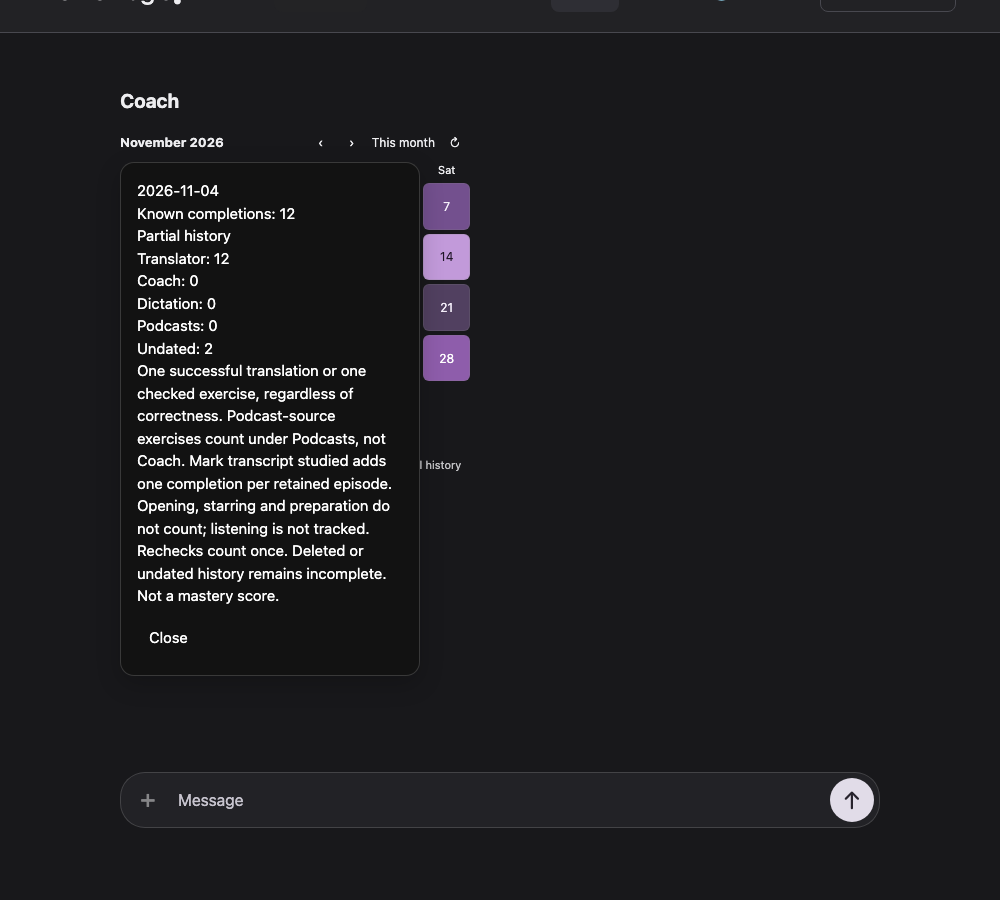 Coach
November 2026 ‹ › This month
Sat
2026-11-04
Known completions: 12
Partial history
Translator: 12
Coach: 0
Dictation: 0
Podcasts: 0
Undated: 2
One successful translation or one
checked exercise, regardless of
correctness. Podcast-source
exercises count under Podcasts, not
Coach. Mark transcript studied adds
one completion per retained episode.
Opening, starring and preparation do
not count; listening is not tracked.
Rechecks count once. Deleted or
undated history remains incomplete.
Not a mastery score.
Close
7
14
21
28
l history
Message